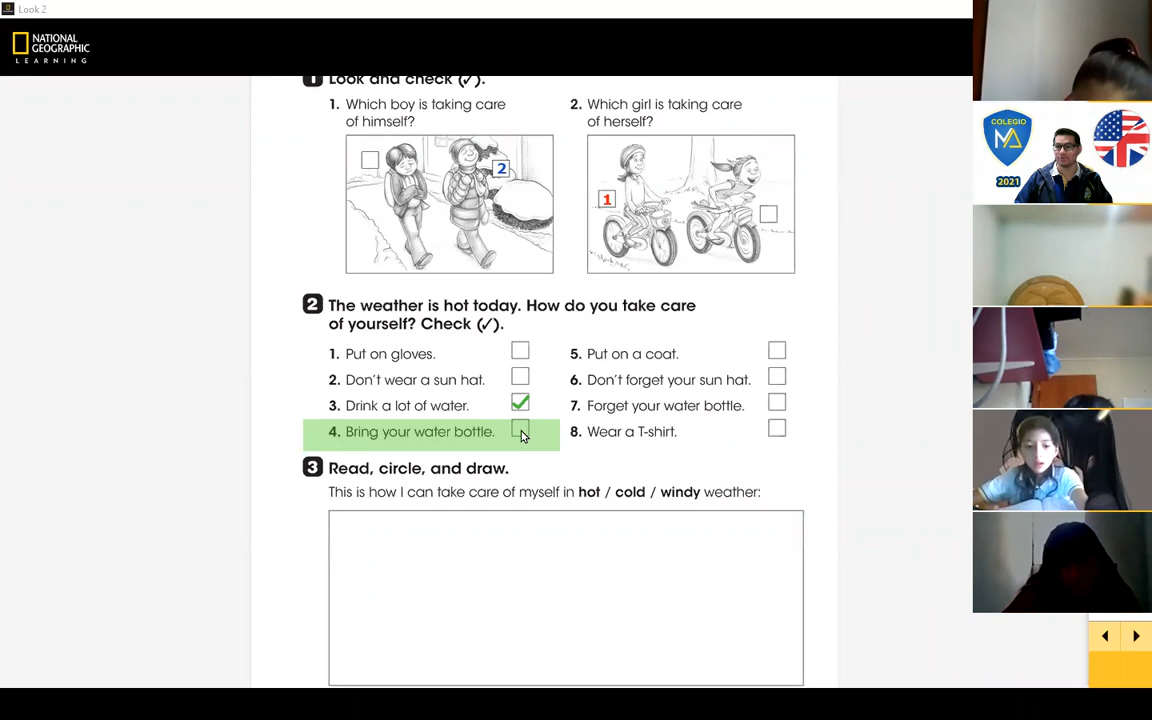 Look 2
NATIONAL
GEOGRAPHIC
LEARNING
1 Look and check (✓).
1. Which boy is taking care
of himself?
2
2. Which girl is taking care
of herself?
1
2 The weather is hot today. How do you take care
of yourself? Check (✓).
1. Put on gloves.
2. Don't wear a sun hat.
3. Drink a lot of water.
4. Bring your water bottle.
5. Put on a coat.
6. Don't forget your sun hat.
7. Forget your water bottle.
8. Wear a T-shirt.
3 Read, circle, and draw.
This is how I can take care of myself in hot / cold / windy weather:
COLEGIO
MA
2021